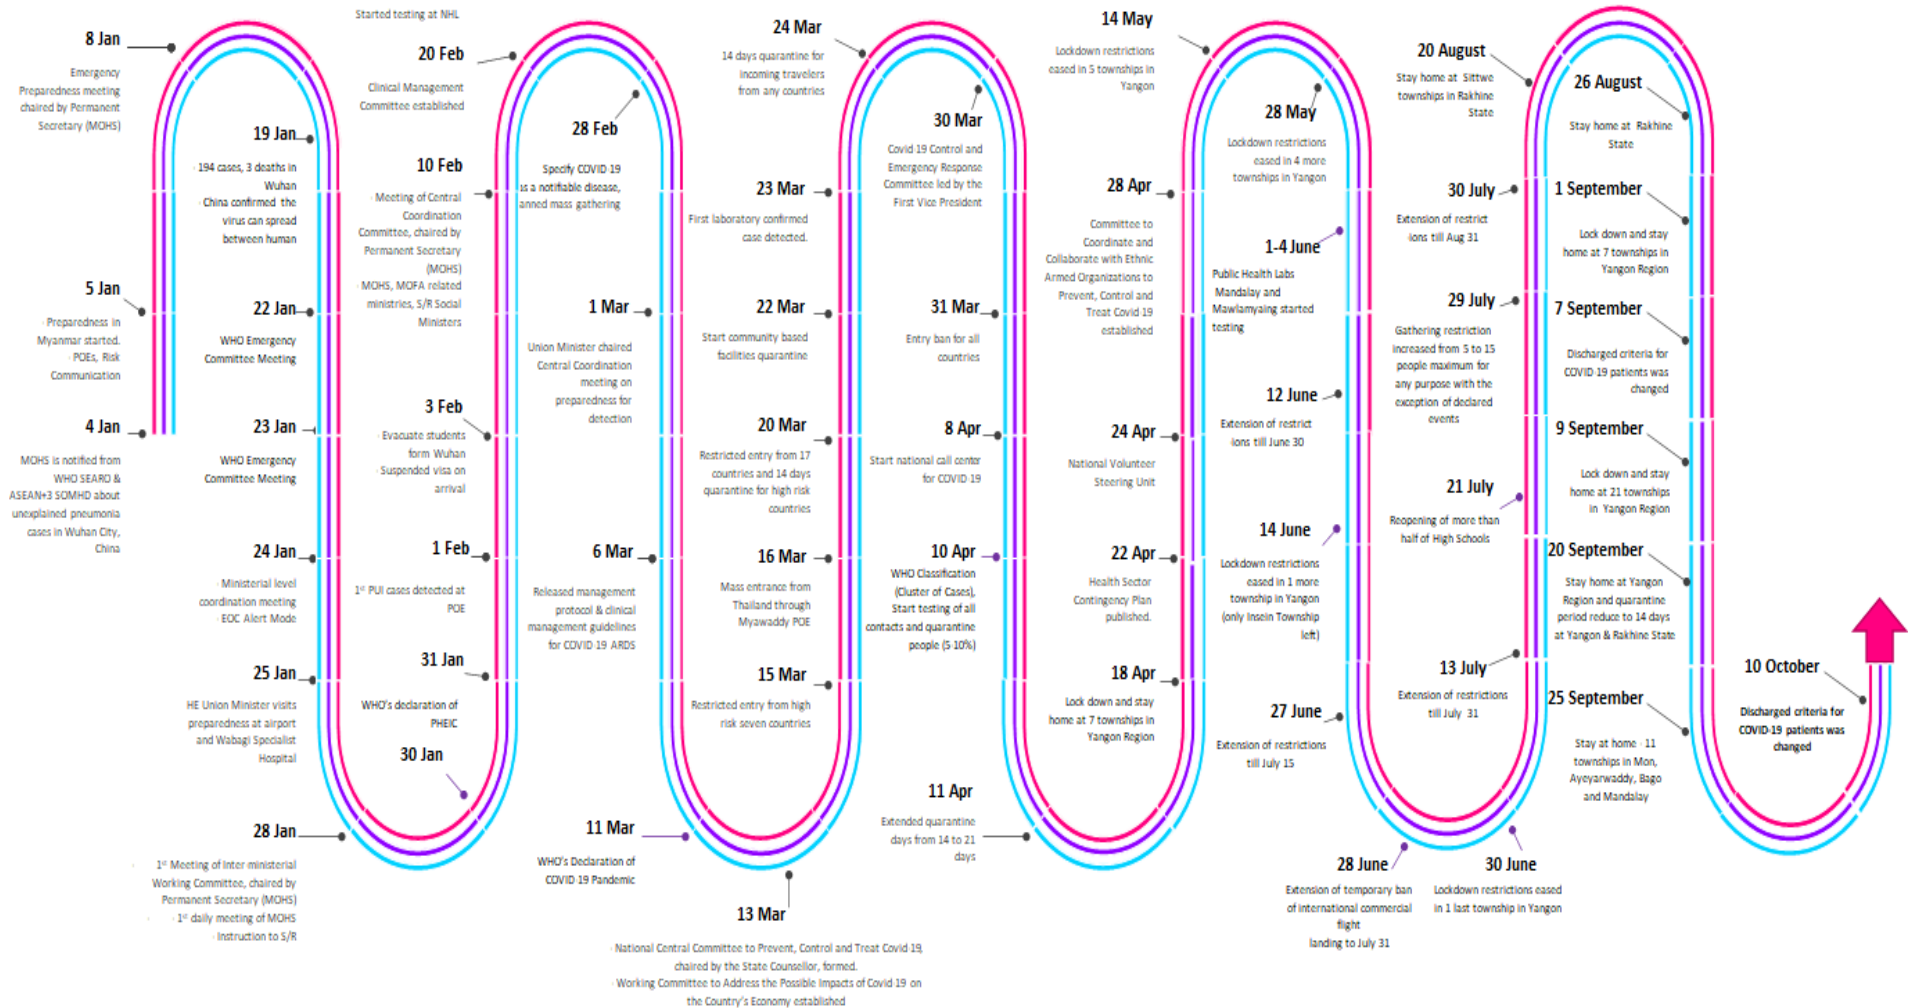 8 Jan
Emergency
Preparedness meeting
chaired by Permanent
Secretary (MOHS)
5 Jan
· Preparedness in
Myanmar started.
· POEs, Risk
Communication
4 Jan
MOHS is notified from
WHO SEARO &
ASEAN+3 SOMHD about
unexplained pneumonia
cases in Wuhan City,
China
19 Jan
· 194 cases, 3 deaths in
Wuhan
· China confirmed the
virus can spread
between human
22 Jan
WHO Emergency
Committee Meeting
23 Jan
WHO Emergency
Committee Meeting
24 Jan
· Ministerial level
coordination meeting
· EOC Alert Mode
25 Jan
HE Union Minister visits
preparedness at airport
and Wabagi Specialist
Hospital
28 Jan
· 1st Meeting of Inter ministerial
Working Committee, chaired by
Permanent Secretary (MOHS)
· 1st daily meeting of MOHS
· Instruction to S/R
Started testing at NHL
20 Feb
Clinical Management
Committee established
10 Feb
· Meeting of Central
Coordination
Committee, chaired by
Permanent Secretary
(MOHS)
· MOHS, MOFA related
ministries, S/R Social
Ministers
3 Feb
· Evacuate students
form Wuhan
· Suspended visa on
arrival
1 Feb
1st PUI cases detected at
POE
31 Jan
WHO's declaration of
PHEIC
30 Jan
28 Feb
Specify COVID 19
is a notifiable disease,
anned mass gathering
1 Mar
Union Minister chaired
Central Coordination
meeting on
preparedness for
detection
6 Mar
Released management
protocol & clinical
management guidelines
for COVID 19 ARDS
11 Mar
WHO's Declaration of
COVID 19 Pandemic
13 Mar
· National Central Committee to Prevent, Control and Treat Covid 19,
chaired by the State Counsellor, formed.
· Working Committee to Address the Possible Impacts of Covid 19 on
the Country's Economy established
24 Mar
14 days quarantine for
incoming travelers
from any countries
23 Mar
First laboratory confirmed
case detected.
22 Mar
Start community based
facilities quarantine
20 Mar
Restricted entry from 17
countries and 14 days
quarantine for high risk
countries
16 Mar
Mass entrance from
Thailand through
Myawaddy POE
15 Mar
Restricted entry from high
risk seven countries
30 Mar
Covid 19 Control and
Emergency Response
Committee led by the
First Vice President
31 Mar
Entry ban for all
countries
8 Apr
Start national call center
for COVID 19
10 Apr
WHO Classification
(Cluster of Cases),
Start testing of all
contacts and quarantine
people (5 10%)
11 Apr
Extended quarantine
days from 14 to 21
days
14 May
Lockdown restrictions
eased in 5 townships in
Yangon
28 Apr
Committee to
Coordinate and
Collaborate with Ethnic
Armed Organizations to
Prevent, Control and
Treat Covid 19
established
24 Apr
National Volunteer
Steering Unit
22 Apr
Health Sector
Contingency Plan
published.
18 Apr
Lock down and stay
home at 7 townships in
Yangon Region
28 May
Lockdown restrictions
eased in 4 more
townships in Yangon
1-4 June
Public Health Labs
Mandalay and
Mawlamyaing started
testing
12 June
Extension of restrict
ions till June 30
14 June
Lockdown restrictions
eased in 1 more
township in Yangon
(only Insein Township
left)
27 June
Extension of restrictions
till July 15
28 June
Extension of temporary ban
of international commercial
flight
landing to July 31
30 June
Lockdown restrictions eased
in 1 last township in Yangon
20 August
Stay home at Sittwe
townships in Rakhine
State
30 July
Extension of restrict
ions till Aug 31
29 July
Gathering restriction
increased from 5 to 15
people maximum for
any purpose with the
exception of declared
events
21 July
Reopening of more than
half of High Schools
13 July
Extension of restrictions
till July 31
26 August
Stay home at Rakhine
State
1 September
Lock down and stay
home at 7 townships in
Yangon Region
7 September
Discharged criteria for
COVID 19 patients was
changed
9 September
Lock down and stay
home at 21 townships
in Yangon Region
20 September
Stay home at Yangon
Region and quarantine
period reduce to 14 days
at Yangon & Rakhine State
25 September
Stay at home · 11
townships in Mon,
Ayeyarwaddy, Bago
and Mandalay
10 October
Discharged criteria for
COVID-19 patients was
changed